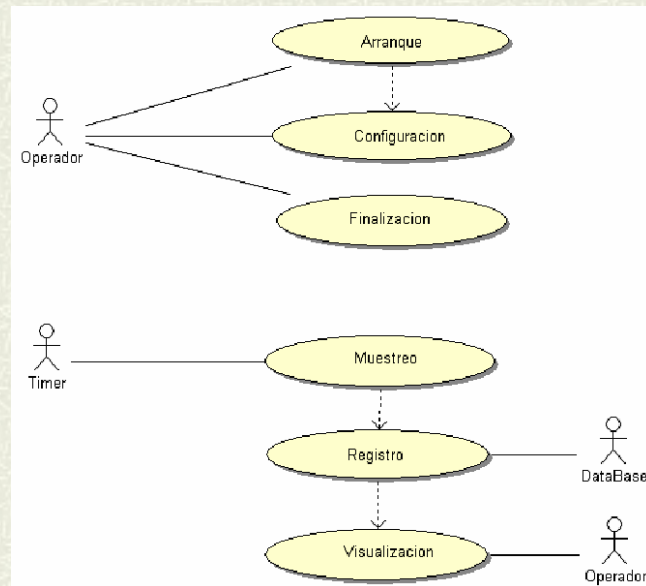 Arranque
Operador
Configuracion
Finalizacion
Timer
Muestreo
Registro
DataBase
Visualizacion
Operador